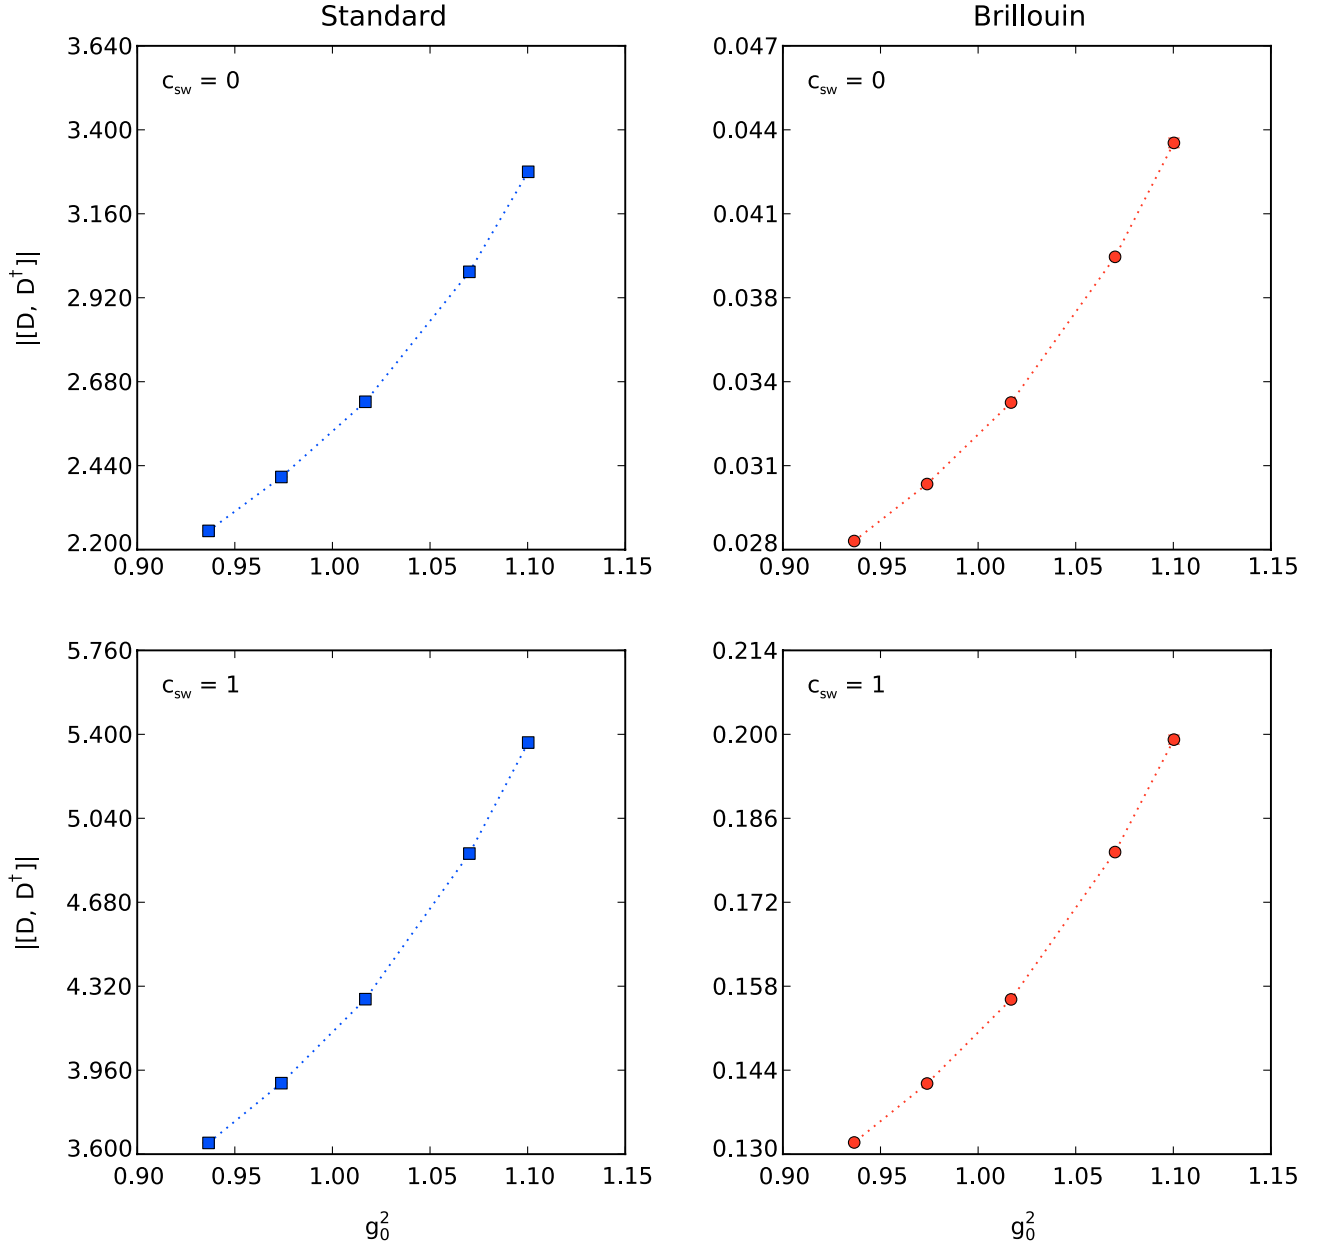 Standard
Brillouin
3.640
3.400
3.160
2.920
2.680
2.440
2.200
|[D, D†]|
c_sw = 0
0.90 0.95 1.00 1.05 1.10 1.15
0.047
0.044
0.041
0.038
0.034
0.031
0.028
c_sw = 0
0.90 0.95 1.00 1.05 1.10 1.15
5.760
5.400
5.040
4.680
4.320
3.960
3.600
|[D, D†]|
c_sw = 1
0.90 0.95 1.00 1.05 1.10 1.15
g_0^2
0.214
0.200
0.186
0.172
0.158
0.144
0.130
c_sw = 1
0.90 0.95 1.00 1.05 1.10 1.15
g_0^2